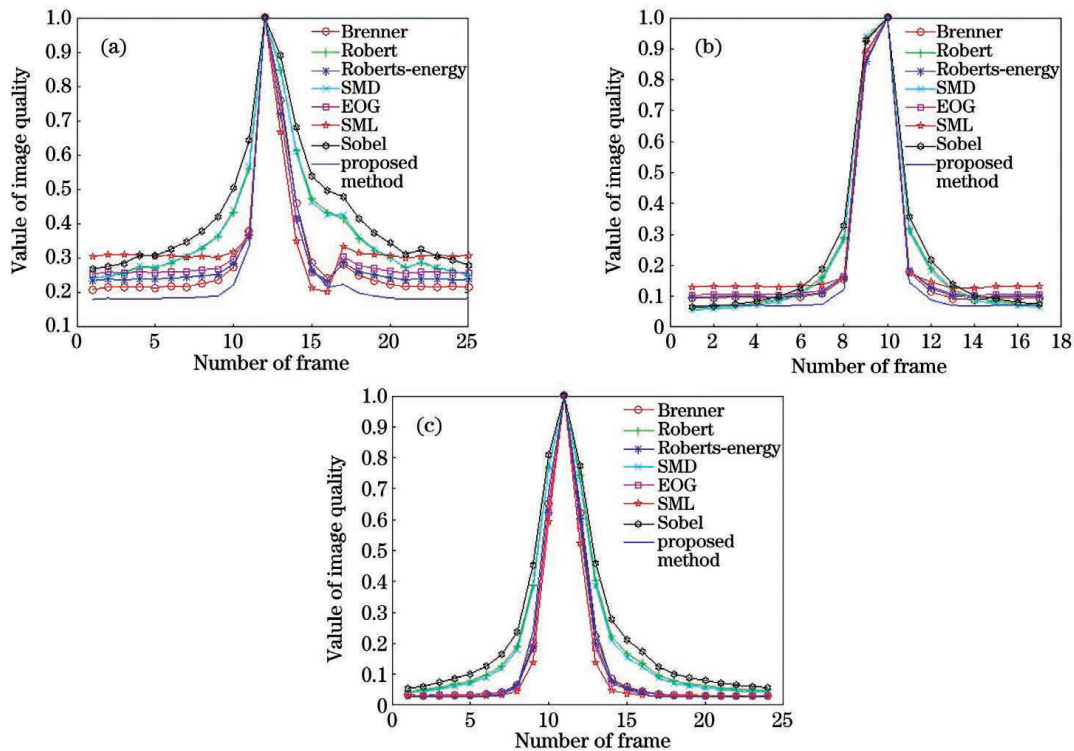 1.0
0.9
0.8
0.7
0.6
0.5
0.4
0.3
0.2
0.1
Valule of image quality
(a)
Brenner
Robert
Roberts-energy
SMD
EOG
SML
Sobel
proposed
method
0 5 10 15 20 25
Number of frame
1.0
0.9
0.8
0.7
0.6
0.5
0.4
0.3
0.2
0.1
0
Valule of image quality
(b)
Brenner
Robert
Roberts-energy
SMD
EOG
SML
Sobel
proposed
method
2 4 6 8 10 12 14 16 18
Number of frame
1.0
0.9
0.8
0.7
0.6
0.5
0.4
0.3
0.2
0.1
0
Valule of image quality
(c)
Brenner
Robert
Roberts-energy
SMD
EOG
SML
Sobel
proposed
method
0 5 10 15 20 25
Number of frame